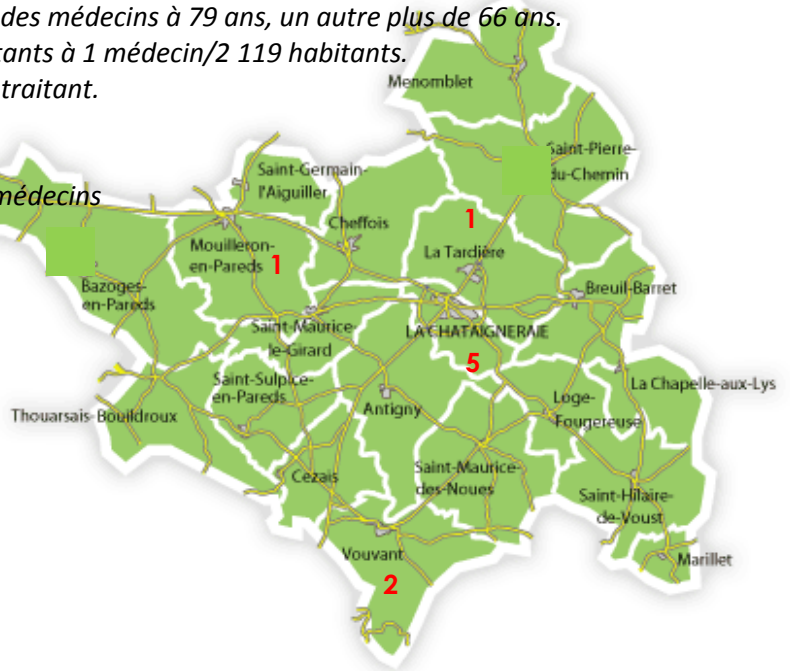 des médecins à 79 ans, un autre plus de 66 ans.
tants à 1 médecin/2 119 habitants.
traitant.
médecins
Menomblet
Saint-Pierre-
du-Chemin
Saint-Germain-
l'Aiguiller
Cheffois
1
La Tardière
Mouilleron-
en-Pareds
1
Bazoges-
en-Pareds
Breuil-Barret
Saint-Maurice-
le-Girard
LA CHATAIGNERAIE
5
Saint-Sulpice-
en-Pareds
Antigny
La Chapelle-aux-Lys
Loge-
Fougereuse
Thouarsais-Bouildroux
Cezais
Saint-Maurice-
des-Noues
Saint-Hilaire-
de-Voust
Vouvant
2
Marillet